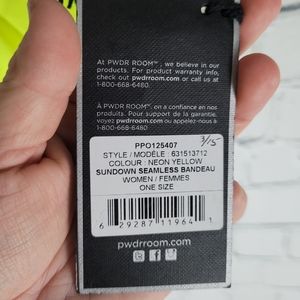 At PWDR ROOM™, we believe in our
products. For product warranty info,
check out pwdrroom.com or call us at
1-800-668-6480
À PWDR ROOM™ on a confiance en nos
produits. Pour support de la garantie,
voyez pwdrroom.com ou appelez-nous à
1-800-668-6480
PPO125407
3/15
STYLE / MODÈLE : 631513712
COLOUR : NEON YELLOW
SUNDOWN SEAMLESS BANDEAU
WOMEN / FEMMES
ONE SIZE
6 29287 11964 1
pwdrroom.com